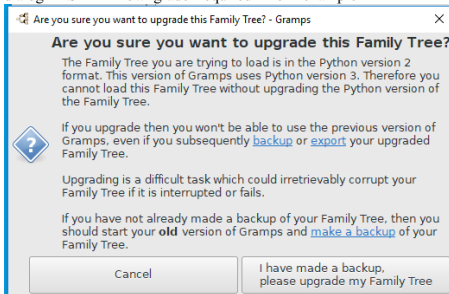 Are you sure you want to upgrade this Family Tree? - Gramps
Are you sure you want to upgrade this Family Tree?
The Family Tree you are trying to load is in the Python version 2
format. This version of Gramps uses Python version 3. Therefore you
cannot load this Family Tree without upgrading the Python version of
the Family Tree.
If you upgrade then you won't be able to use the previous version of
Gramps, even if you subsequently backup or export your upgraded
Family Tree.
Upgrading is a difficult task which could irretrievably corrupt your
Family Tree if it is interrupted or fails.
If you have not already made a backup of your Family Tree, then you
should start your old version of Gramps and make a backup of your
Family Tree.
Cancel
I have made a backup,
please upgrade my Family Tree